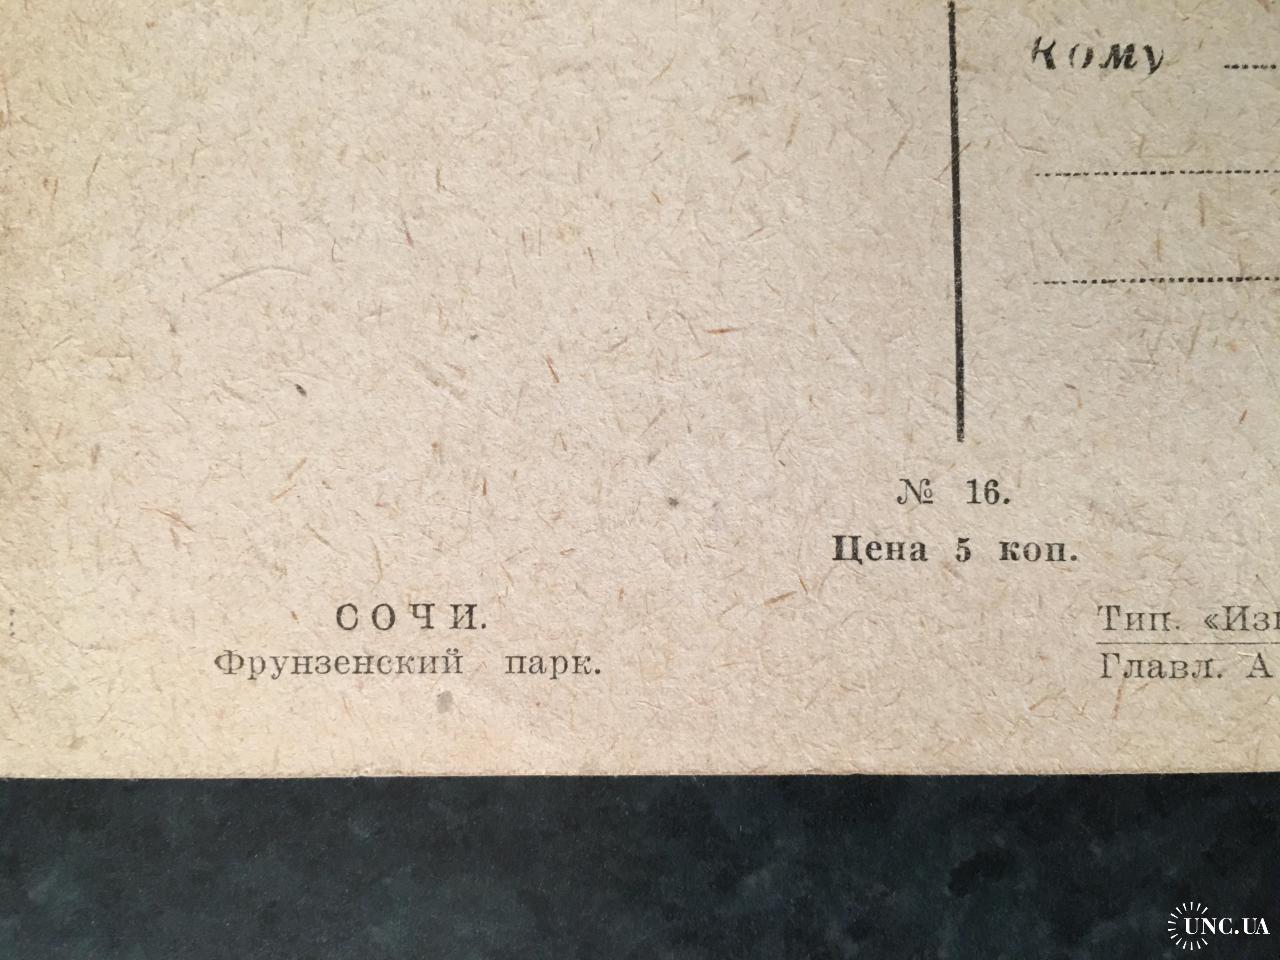 Кому
№ 16.
Цена 5 коп.
СОЧИ.
Фрунзенский парк.
Тип.
Главл. А
UNC.UA